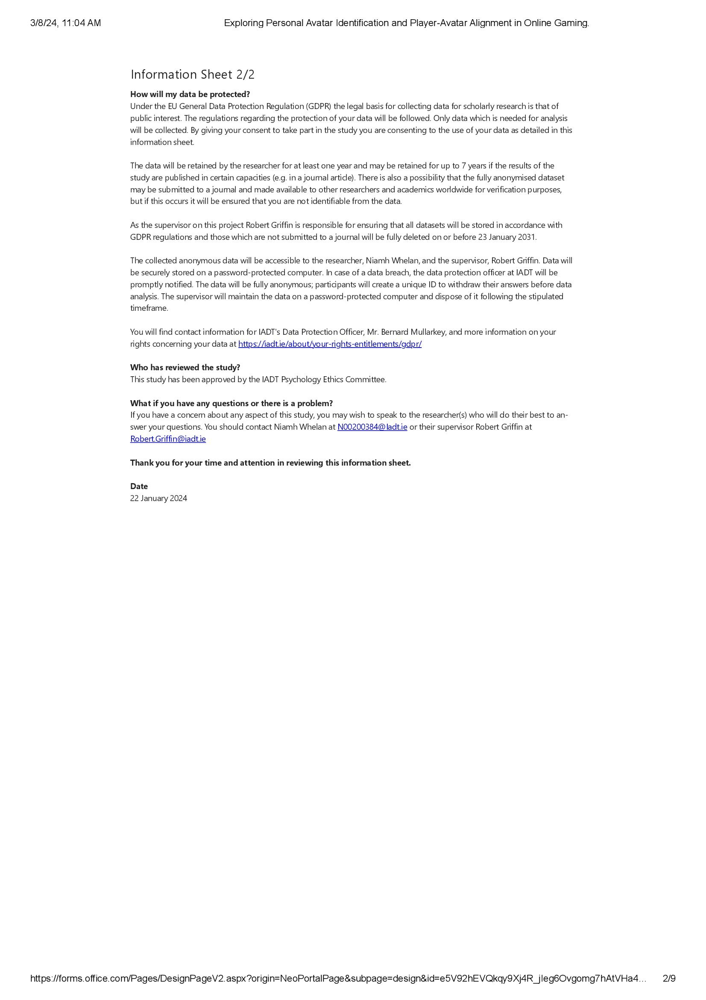 3/8/24, 11:04 AM
Exploring Personal Avatar Identification and Player-Avatar Alignment in Online Gaming.
Information Sheet 2/2
How will my data be protected?
Under the EU General Data Protection Regulation (GDPR) the legal basis for collecting data for scholarly research is that of
public interest. The regulations regarding the protection of your data will be followed. Only data which is needed for analysis
will be collected. By giving your consent to take part in the study you are consenting to the use of your data as detailed in this
information sheet.
The data will be retained by the researcher for at least one year and may be retained for up to 7 years if the results of the
study are published in certain capacities (e.g. in a journal article). There is also a possibility that the fully anonymised dataset
may be submitted to a journal and made available to other researchers and academics worldwide for verification purposes,
but if this occurs it will be ensured that you are not identifiable from the data.
As the supervisor on this project Robert Griffin is responsible for ensuring that all datasets will be stored in accordance with
GDPR regulations and those which are not submitted to a journal will be fully deleted on or before 23 January 2031.
The collected anonymous data will be accessible to the researcher, Niamh Whelan, and the supervisor, Robert Griffin. Data will
be securely stored on a password-protected computer. In case of a data breach, the data protection officer at IADT will be
promptly notified. The data will be fully anonymous; participants will create a unique ID to withdraw their answers before data
analysis. The supervisor will maintain the data on a password-protected computer and dispose of it following the stipulated
timeframe.
You will find contact information for IADT's Data Protection Officer, Mr. Bernard Mullarkey, and more information on your
rights concerning your data at https://iadt.ie/about/your-rights-entitlements/gdpr/
Who has reviewed the study?
This study has been approved by the IADT Psychology Ethics Committee.
What if you have any questions or there is a problem?
If you have a concern about any aspect of this study, you may wish to speak to the researcher(s) who will do their best to an-
swer your questions. You should contact Niamh Whelan at N00200384@Iadt.ie or their supervisor Robert Griffin at
Robert.Griffin@iadt.ie
Thank you for your time and attention in reviewing this information sheet.
Date
22 January 2024
https://forms.office.com/Pages/DesignPageV2.aspx?origin=NeoPortalPage&subpage=design&id=e5V92hEVQkqy9Xj4R_jIeg6Ovgomg7hAtVHa4...
2/9